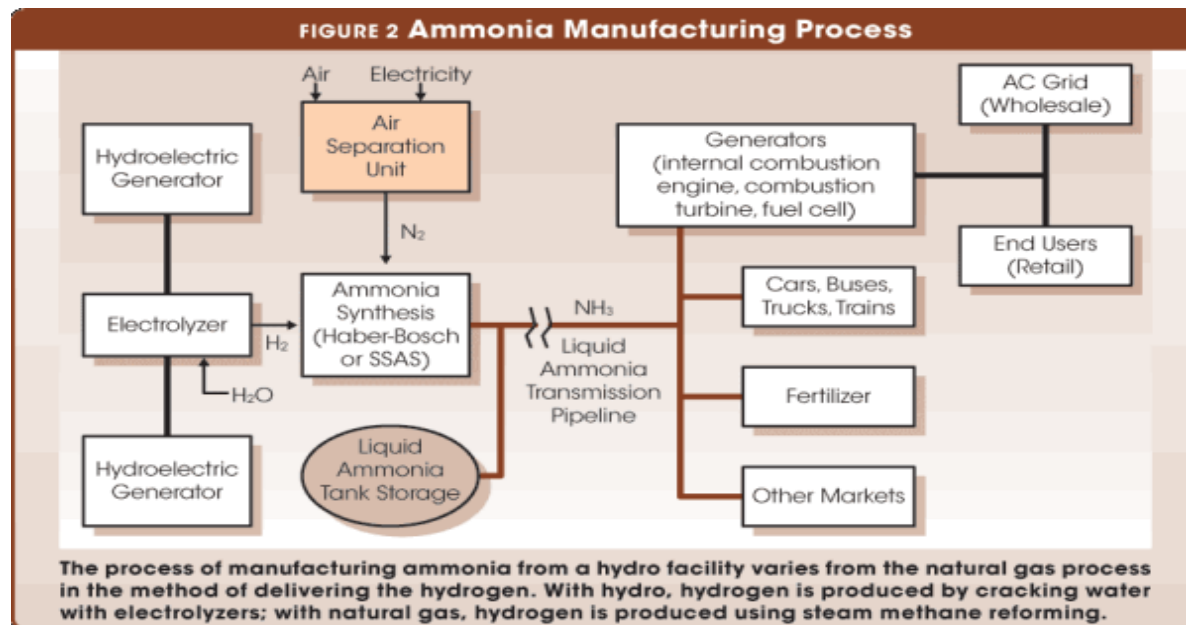 FIGURE 2 Ammonia Manufacturing Process
Air
Electricity
Air
Separation
Unit
N₂
Hydroelectric
Generator
Electrolyzer
H₂
H₂O
Hydroelectric
Generator
Ammonia
Synthesis
(Haber-Bosch
or SSAS)
Liquid
Ammonia
Tank Storage
NH₃
Liquid
Ammonia
Transmission
Pipeline
Generators
(internal combustion
engine, combustion
turbine, fuel cell)
AC Grid
(Wholesale)
End Users
(Retail)
Cars, Buses,
Trucks, Trains
Fertilizer
Other Markets
The process of manufacturing ammonia from a hydro facility varies from the natural gas process
in the method of delivering the hydrogen. With hydro, hydrogen is produced by cracking water
with electrolyzers; with natural gas, hydrogen is produced using steam methane reforming.